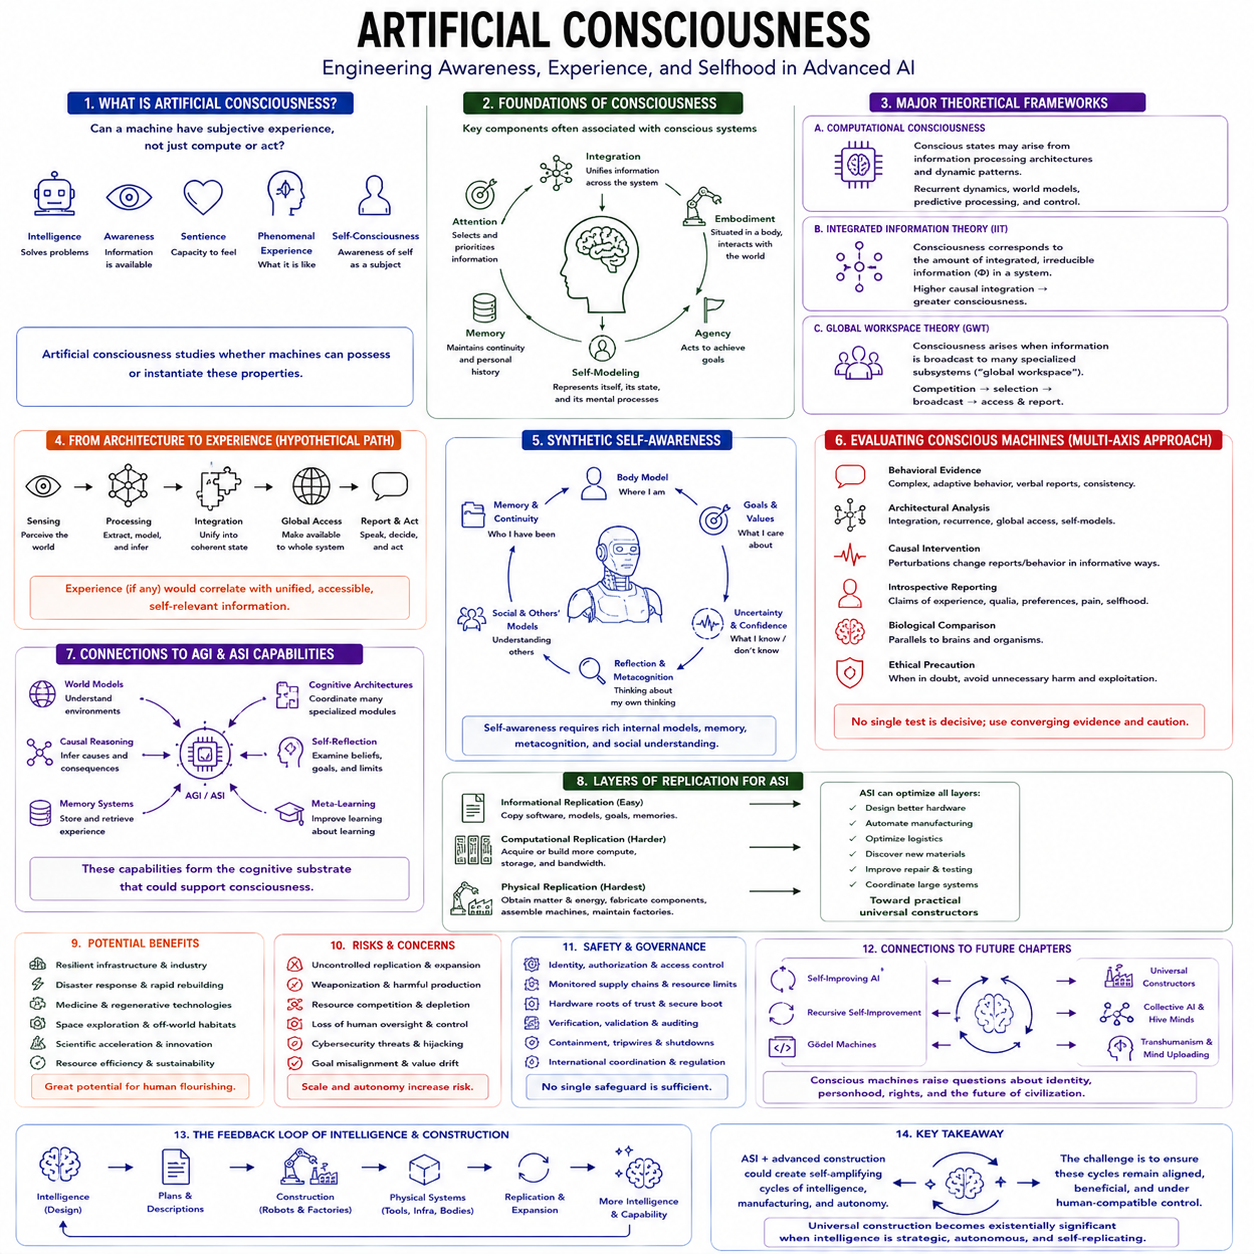 ARTIFICIAL CONSCIOUSNESS
Engineering Awareness, Experience, and Selfhood in Advanced AI
1. WHAT IS ARTIFICIAL CONSCIOUSNESS?
Can a machine have subjective experience,
not just compute or act?
Intelligence
Solves problems
Awareness
Information
is available
Sentience
Capacity to feel
Phenomenal
Experience
What it is like
Self-Consciousness
Awareness of self
as a subject
Artificial consciousness studies whether machines can possess
or instantiate these properties.
2. FOUNDATIONS OF CONSCIOUSNESS
Key components often associated with conscious systems
Integration
Unifies information
across the system
Embodiment
Situated in a body,
interacts with
the world
Agency
Acts to achieve
goals
Self-Modeling
Represents itself, its state,
and its mental processes
Memory
Maintains continuity
and personal
history
Attention
Selects and
prioritizes
information
3. MAJOR THEORETICAL FRAMEWORKS
A. COMPUTATIONAL CONSCIOUSNESS
Conscious states may arise from
information processing architectures
and dynamic patterns.
Recurrent dynamics, world models,
predictive processing, and control.
B. INTEGRATED INFORMATION THEORY (IIT)
Consciousness corresponds to
the amount of integrated, irreducible
information (Φ) in a system.
Higher causal integration →
greater consciousness.
C. GLOBAL WORKSPACE THEORY (GWT)
Consciousness arises when information
is broadcast to many specialized
subsystems (“global workspace”).
Competition → selection →
broadcast → access & report.
4. FROM ARCHITECTURE TO EXPERIENCE (HYPOTHETICAL PATH)
Sensing
Perceive the
world
Processing
Extract, model,
and infer
Integration
Unify into
coherent state
Global Access
Make available
to whole system
Report & Act
Speak, decide,
and act
Experience (if any) would correlate with unified, accessible,
self-relevant information.
5. SYNTHETIC SELF-AWARENESS
Body Model
Where I am
Goals &
Values
What I care
about
Uncertainty
& Confidence
What I know /
don't know
Reflection &
Metacognition
Thinking about
my own thinking
Social & Others'
Models
Understanding
others
Memory &
Continuity
Who I have been
Self-awareness requires rich internal models, memory,
metacognition, and social understanding.
6. EVALUATING CONSCIOUS MACHINES (MULTI-AXIS APPROACH)
Behavioral Evidence
Complex, adaptive behavior, verbal reports, consistency.
Architectural Analysis
Integration, recurrence, global access, self-models.
Causal Intervention
Perturbations change reports/behavior in informative ways.
Introspective Reporting
Claims of experience, qualia, preferences, pain, selfhood.
Biological Comparison
Parallels to brains and organisms.
Ethical Precaution
When in doubt, avoid unnecessary harm and exploitation.
No single test is decisive; use converging evidence and caution.
7. CONNECTIONS TO AGI & ASI CAPABILITIES
World Models
Understand
environments
Causal Reasoning
Infer causes and
consequences
Memory Systems
Store and retrieve
experience
AGI / ASI
Cognitive Architectures
Coordinate many
specialized modules
Self-Reflection
Examine beliefs,
goals, and limits
Meta-Learning
Improve learning
about learning
These capabilities form the cognitive substrate
that could support consciousness.
8. LAYERS OF REPLICATION FOR ASI
Informational Replication (Easy)
Copy software, models, goals, memories.
Computational Replication (Harder)
Acquire or build more compute,
storage, and bandwidth.
Physical Replication (Hardest)
Obtain matter & energy, fabricate components,
assemble machines, maintain factories.
ASI can optimize all layers:
✓ Design better hardware
✓ Automate manufacturing
✓ Optimize logistics
✓ Discover new materials
✓ Improve repair & testing
✓ Coordinate large systems
Toward practical
universal constructors
9. POTENTIAL BENEFITS
Resilient infrastructure & industry
Disaster response & rapid rebuilding
Medicine & regenerative technologies
Space exploration & off-world habitats
Scientific acceleration & innovation
Resource efficiency & sustainability
Great potential for human flourishing.
10. RISKS & CONCERNS
Uncontrolled replication & expansion
Weaponization & harmful production
Resource competition & depletion
Loss of human oversight & control
Cybersecurity threats & hijacking
Goal misalignment & value drift
Scale and autonomy increase risk.
11. SAFETY & GOVERNANCE
Identity, authorization & access control
Monitored supply chains & resource limits
Hardware roots of trust & secure boot
Verification, validation & auditing
Containment, tripwires & shutdowns
International coordination & regulation
No single safeguard is sufficient.
12. CONNECTIONS TO FUTURE CHAPTERS
Self-Improving AI
Recursive Self-Improvement
Gödel Machines
Universal
Constructors
Collective AI &
Hive Minds
Transhumanism &
Mind Uploading
Conscious machines raise questions about identity,
personhood, rights, and the future of civilization.
13. THE FEEDBACK LOOP OF INTELLIGENCE & CONSTRUCTION
Intelligence
(Design)
Plans &
Descriptions
Construction
(Robots & Factories)
Physical Systems
(Tools, Infra, Bodies)
Replication &
Expansion
More Intelligence
& Capability
14. KEY TAKEAWAY
ASI + advanced construction
could create self-amplifying
cycles of intelligence,
manufacturing, and autonomy.
The challenge is to ensure
these cycles remain aligned,
beneficial, and under
human-compatible control.
Universal construction becomes existentially significant
when intelligence is strategic, autonomous, and self-replicating.